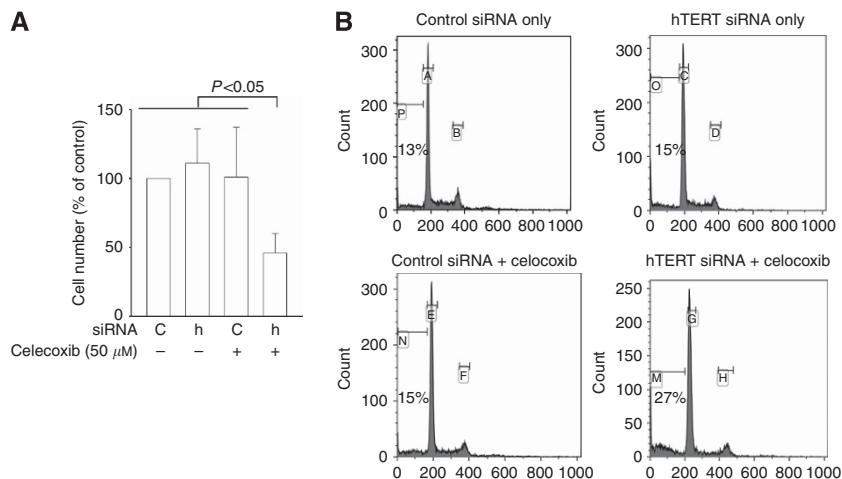 A
P<0.05
150
100
50
0
Cell number (% of control)
siRNA C h C h
Celecoxib (50 μM) – – + +
B
Control siRNA only
300
200
100
0
Count
A
P
B
13%
0 200 400 600 800 1000
hTERT siRNA only
300
200
100
0
Count
C
O
D
15%
0 200 400 600 800 1000
Control siRNA + celocoxib
300
200
100
0
Count
E
N
F
15%
0 200 400 600 800 1000
hTERT siRNA + celocoxib
250
200
150
100
50
0
Count
G
M
H
27%
0 200 400 600 800 1000